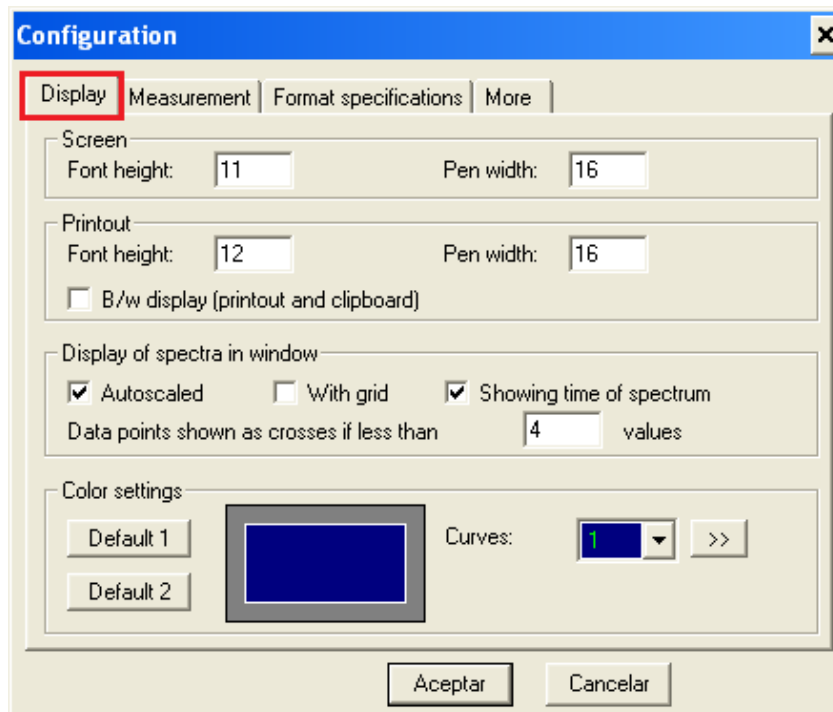 Configuration
Display Measurement Format specifications More
Screen
Font height: 11 Pen width: 16
Printout
Font height: 12 Pen width: 16
B/w display (printout and clipboard)
Display of spectra in window
Autoscaled With grid Showing time of spectrum
Data points shown as crosses if less than 4 values
Color settings
Default 1 Curves: 1 >>
Default 2
Aceptar Cancelar